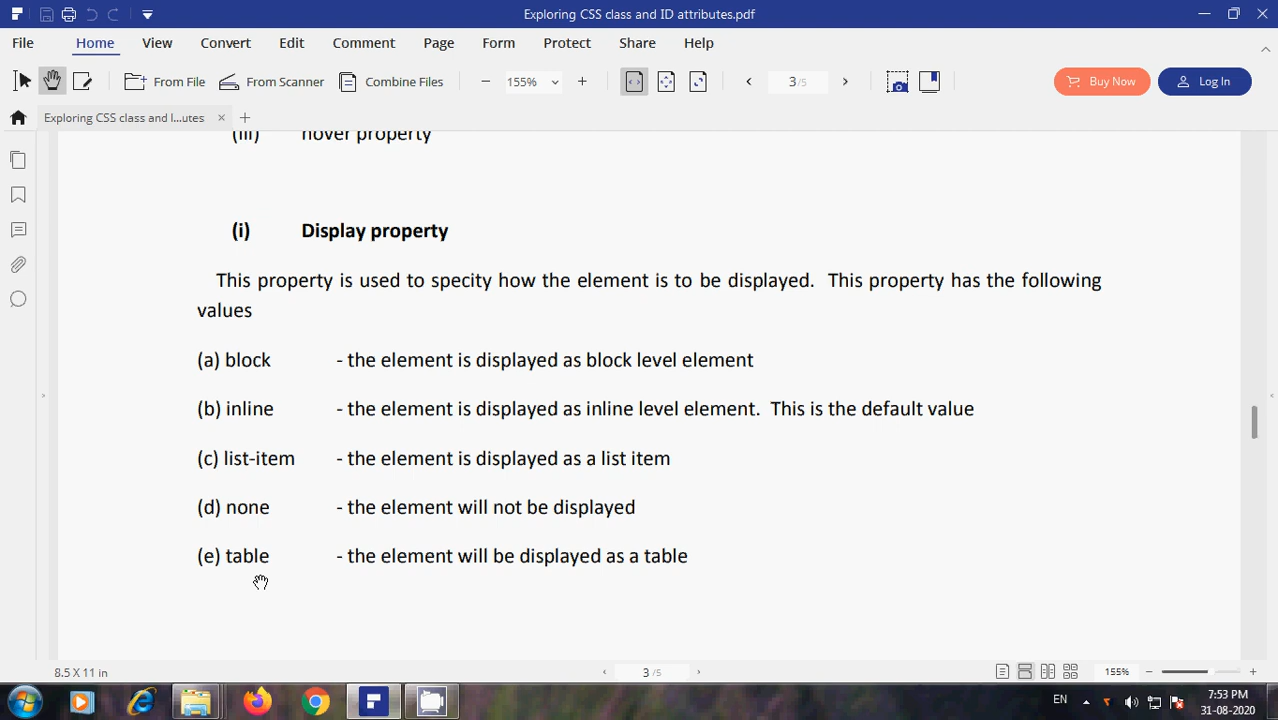 Exploring CSS class and ID attributes.pdf
File Home View Convert Edit Comment Page Form Protect Share Help
From File From Scanner Combine Files 155% 3/5 Buy Now Log In
Exploring CSS class and I...utes
(iii) hover property
(i) Display property
This property is used to specity how the element is to be displayed. This property has the following
values
(a) block - the element is displayed as block level element
(b) inline - the element is displayed as inline level element. This is the default value
(c) list-item - the element is displayed as a list item
(d) none - the element will not be displayed
(e) table - the element will be displayed as a table
8.5 X 11 in 3 /5 155%
EN 7:53 PM
31-08-2020